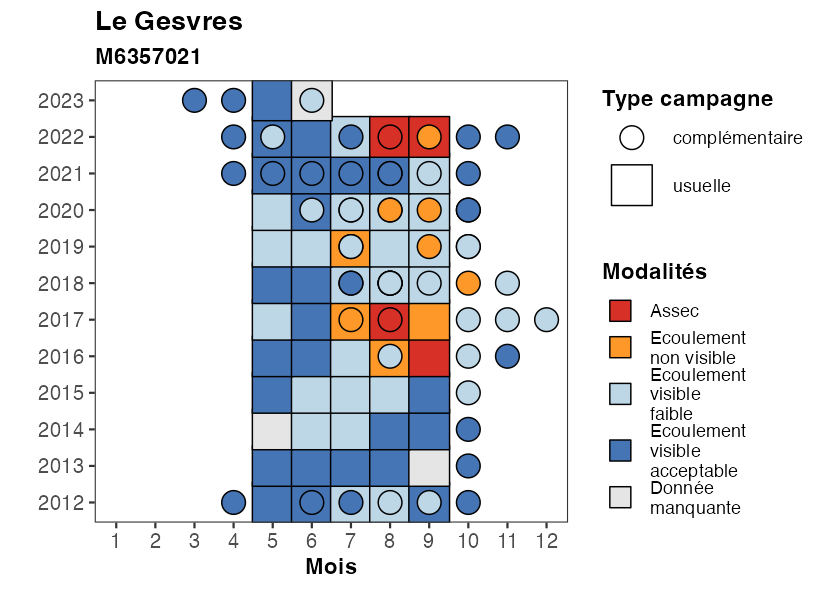 Le Gesvres
M6357021
2023
2022
2021
2020
2019
2018
2017
2016
2015
2014
2013
2012
1 2 3 4 5 6 7 8 9 10 11 12
Mois
Type campagne
complémentaire
usuelle
Modalités
Assec
Ecoulement
non visible
Ecoulement
visible
faible
Ecoulement
visible
acceptable
Donnée
manquante